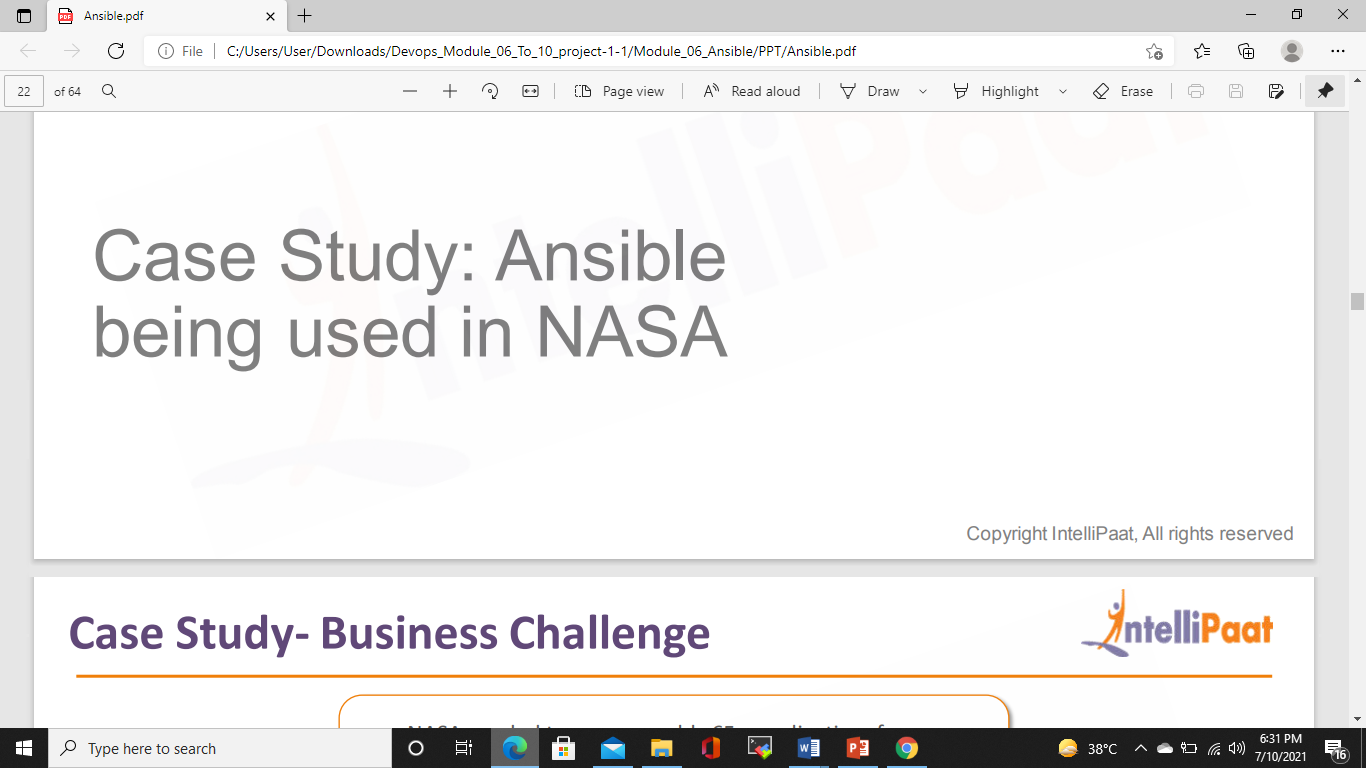 Ansible.pdf
File
C:/Users/User/Downloads/Devops_Module_06_To_10_project-1-1/Module_06_Ansible/PPT/Ansible.pdf
22 of 64
Page view
Read aloud
Draw
Highlight
Erase
IntelliPaat
Case Study: Ansible
being used in NASA
Copyright IntelliPaat, All rights reserved
Case Study- Business Challenge
IntelliPaat
Type here to search
38°C
6:31 PM
7/10/2021
16